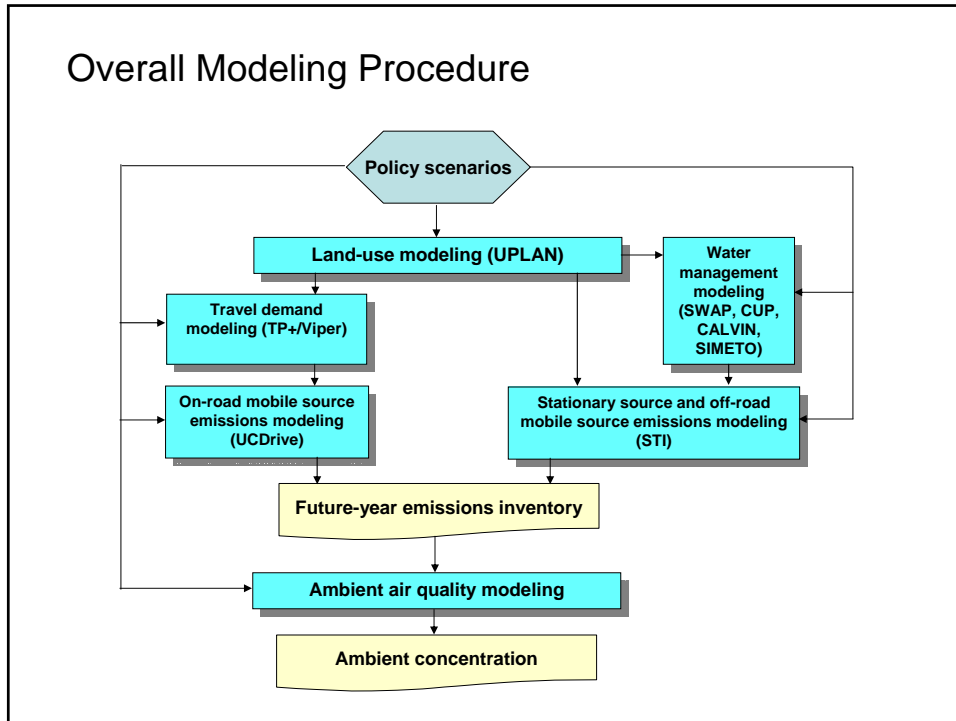 Overall Modeling Procedure
Policy scenarios
Land-use modeling (UPLAN)
Water
management
modeling
(SWAP, CUP,
CALVIN,
SIMETO)
Travel demand
modeling (TP+/Viper)
On-road mobile source
emissions modeling
(UCDrive)
Stationary source and off-road
mobile source emissions modeling
(STI)
Future-year emissions inventory
Ambient air quality modeling
Ambient concentration